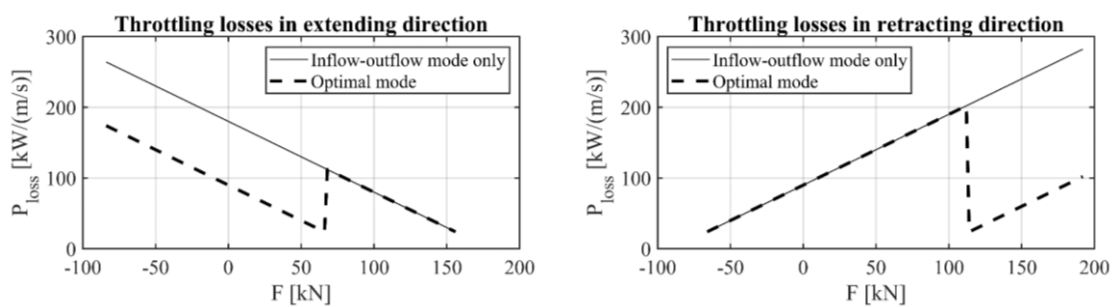 Throttling losses in extending direction
300
200
100
0
P_loss [kW/(m/s)]
Inflow-outflow mode only
Optimal mode
-100 -50 0 50 100 150 200
F [kN]
Throttling losses in retracting direction
300
200
100
0
P_loss [kW/(m/s)]
Inflow-outflow mode only
Optimal mode
-100 -50 0 50 100 150 200
F [kN]